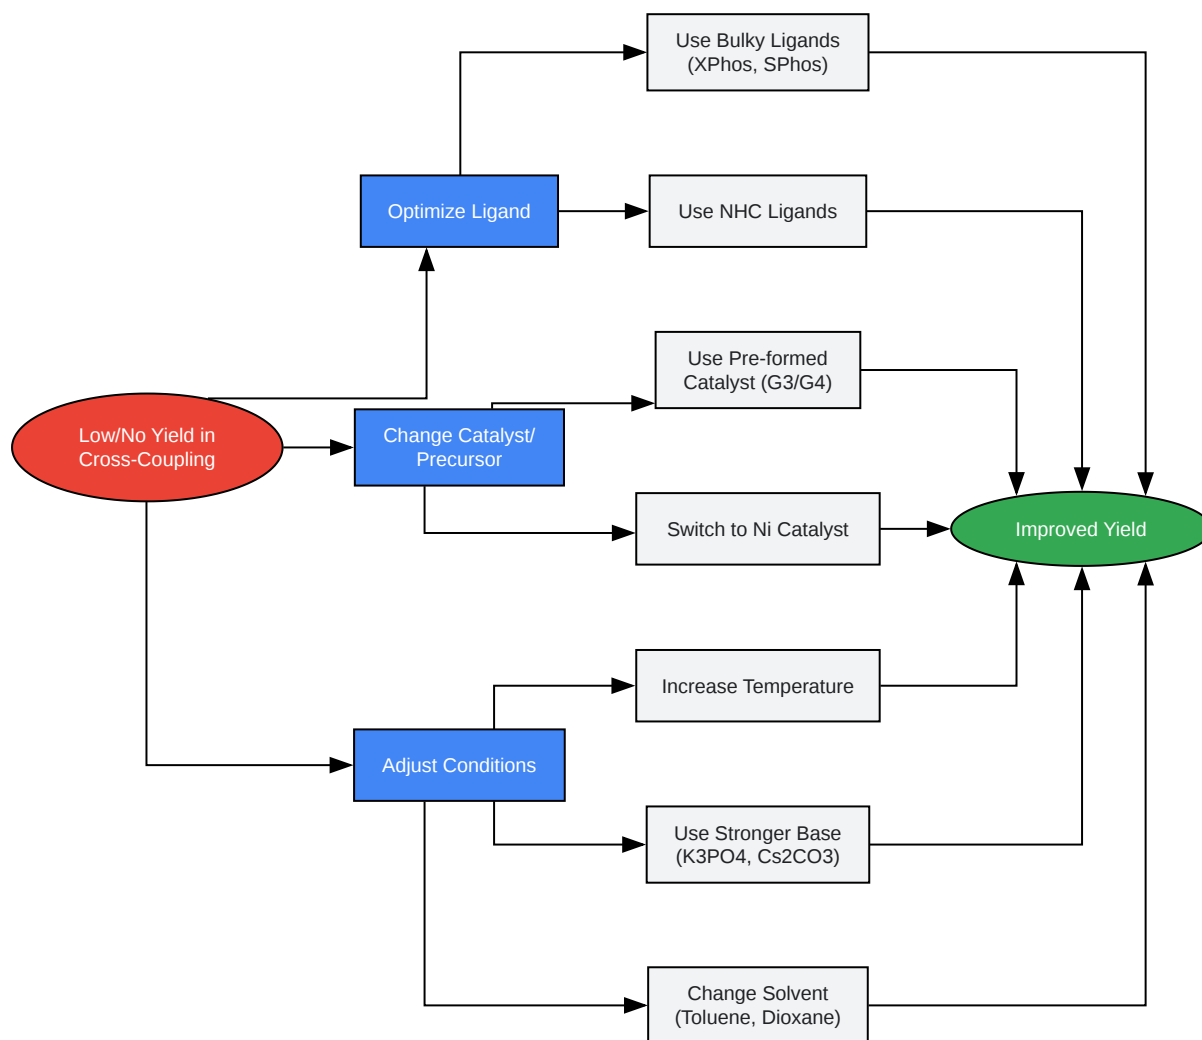 Use Bulky Ligands
(XPhos, SPhos)
Optimize Ligand
Use NHC Ligands
Use Pre-formed
Catalyst (G3/G4)
Low/No Yield in
Cross-Coupling
Change Catalyst/
Precursor
Switch to Ni Catalyst
Improved Yield
Increase Temperature
Adjust Conditions
Use Stronger Base
(K3PO4, Cs2CO3)
Change Solvent
(Toluene, Dioxane)